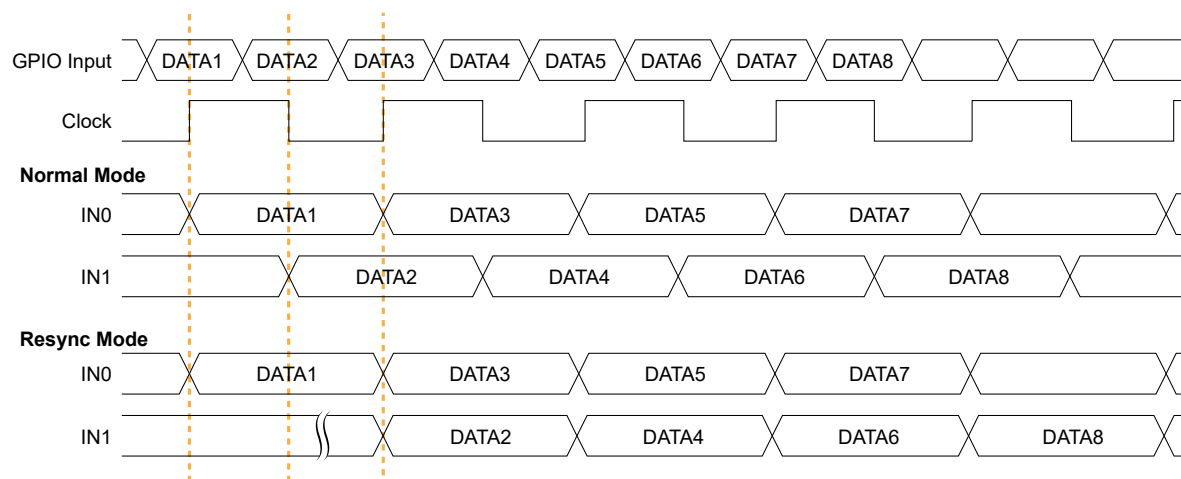 GPIO Input DATA1 DATA2 DATA3 DATA4 DATA5 DATA6 DATA7 DATA8
Clock
Normal Mode
IN0 DATA1 DATA3 DATA5 DATA7
IN1 DATA2 DATA4 DATA6 DATA8
Resync Mode
IN0 DATA1 DATA3 DATA5 DATA7
IN1 DATA2 DATA4 DATA6 DATA8